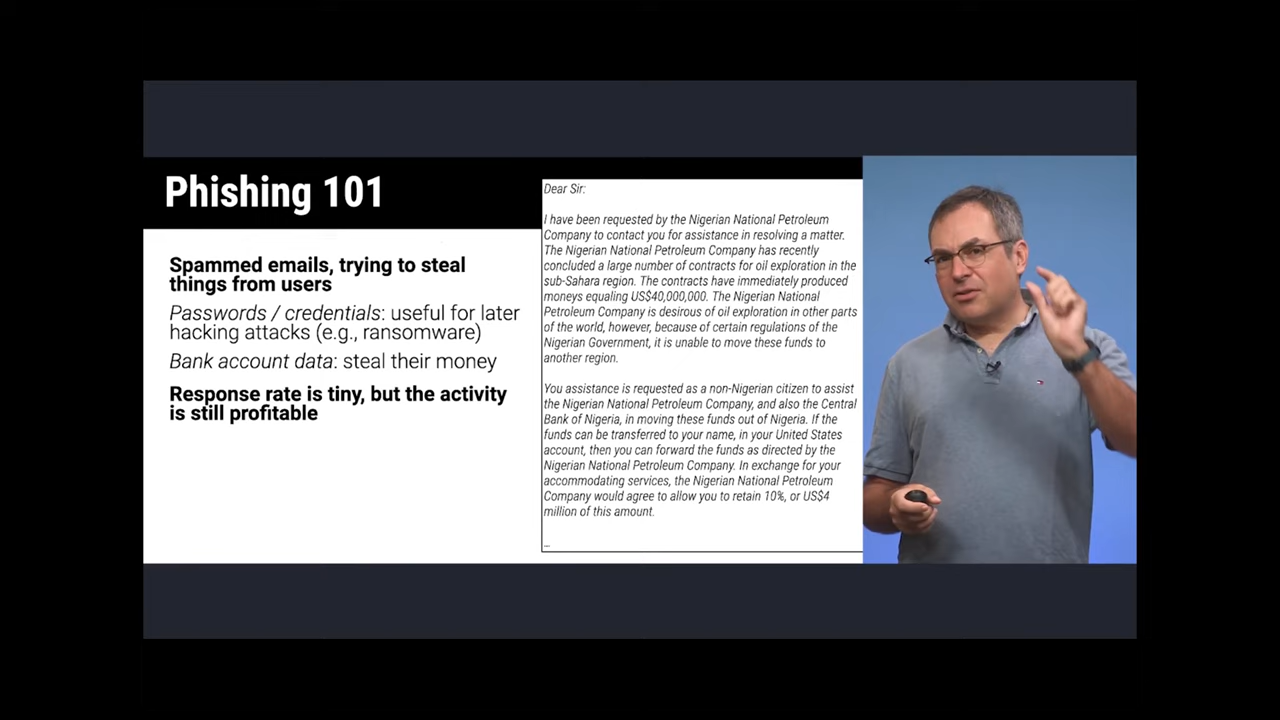 Phishing 101
Spammed emails, trying to steal
things from users
Passwords / credentials: useful for later
hacking attacks (e.g., ransomware)
Bank account data: steal their money
Response rate is tiny, but the activity
is still profitable
Dear Sir:
I have been requested by the Nigerian National Petroleum
Company to contact you for assistance in resolving a matter.
The Nigerian National Petroleum Company has recently
concluded a large number of contracts for oil exploration in the
sub-Sahara region. The contracts have immediately produced
moneys equaling US$40,000,000. The Nigerian National
Petroleum Company is desirous of oil exploration in other parts
of the world, however, because of certain regulations of the
Nigerian Government, it is unable to move these funds to
another region.
You assistance is requested as a non-Nigerian citizen to assist
the Nigerian National Petroleum Company, and also the Central
Bank of Nigeria, in moving these funds out of Nigeria. If the
funds can be transferred to your name, in your United States
account, then you can forward the funds as directed by the
Nigerian National Petroleum Company. In exchange for your
accommodating services, the Nigerian National Petroleum
Company would agree to allow you to retain 10%, or US$4
million of this amount.
...